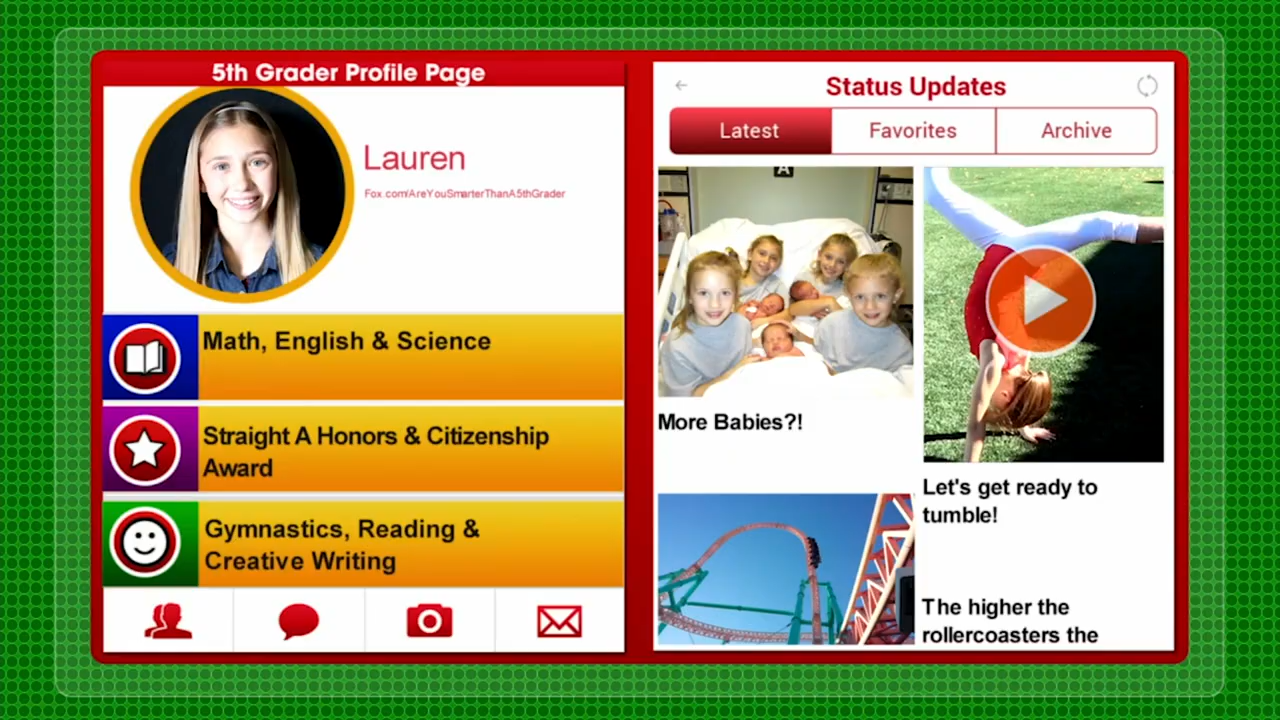 5th Grader Profile Page
Lauren
Fox.com/AreYouSmarterThanA5thGrader
Math, English & Science
Straight A Honors & Citizenship
Award
Gymnastics, Reading &
Creative Writing
Status Updates
Latest
Favorites
Archive
A
More Babies?!
Let's get ready to
tumble!
The higher the
rollercoasters the